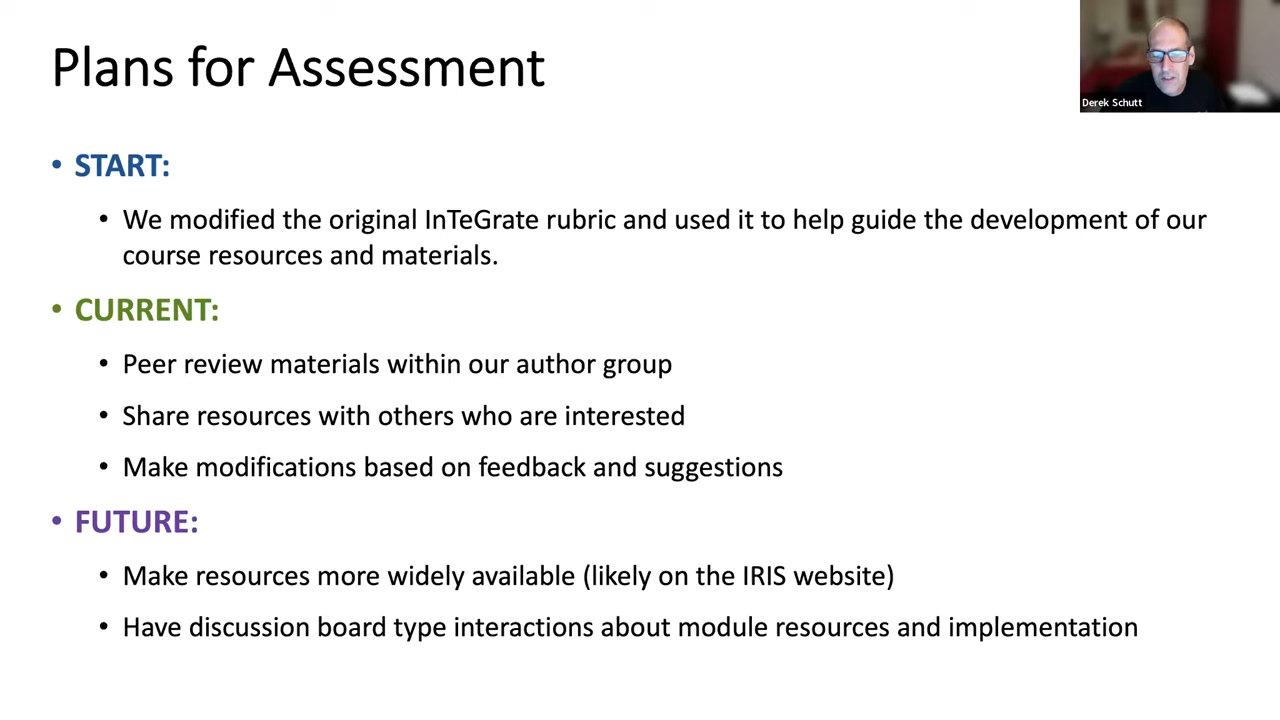 Plans for Assessment
Derek Schutt
• START:
• We modified the original InTeGrate rubric and used it to help guide the development of our
course resources and materials.
• CURRENT:
• Peer review materials within our author group
• Share resources with others who are interested
• Make modifications based on feedback and suggestions
• FUTURE:
• Make resources more widely available (likely on the IRIS website)
• Have discussion board type interactions about module resources and implementation